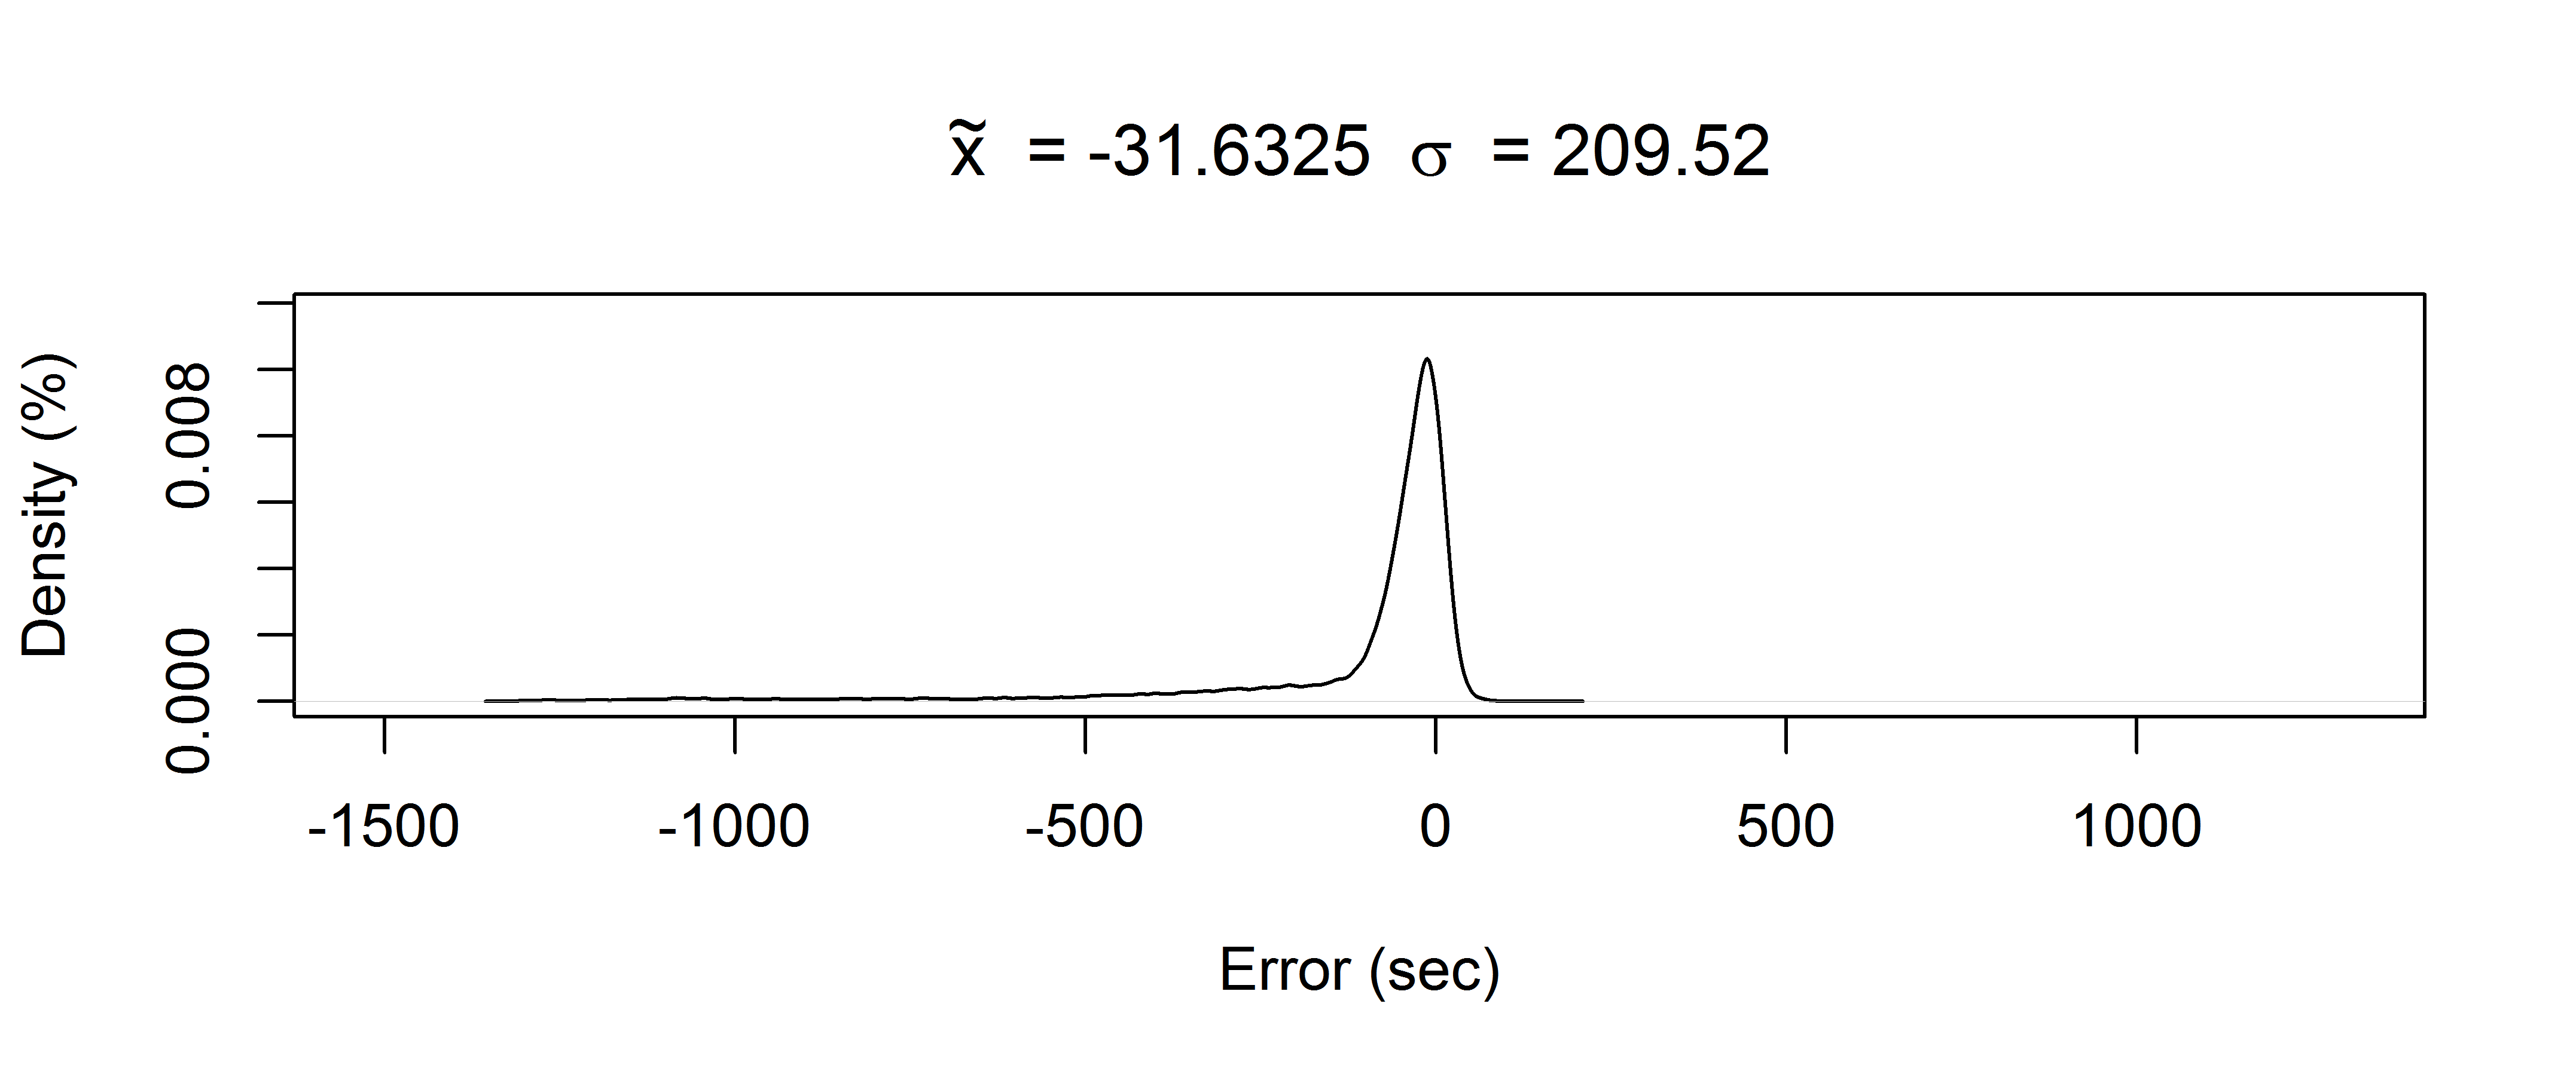 x̃ = -31.6325 σ = 209.52
Density (%)
0.008
0.000
-1500 -1000 -500 0 500 1000
Error (sec)